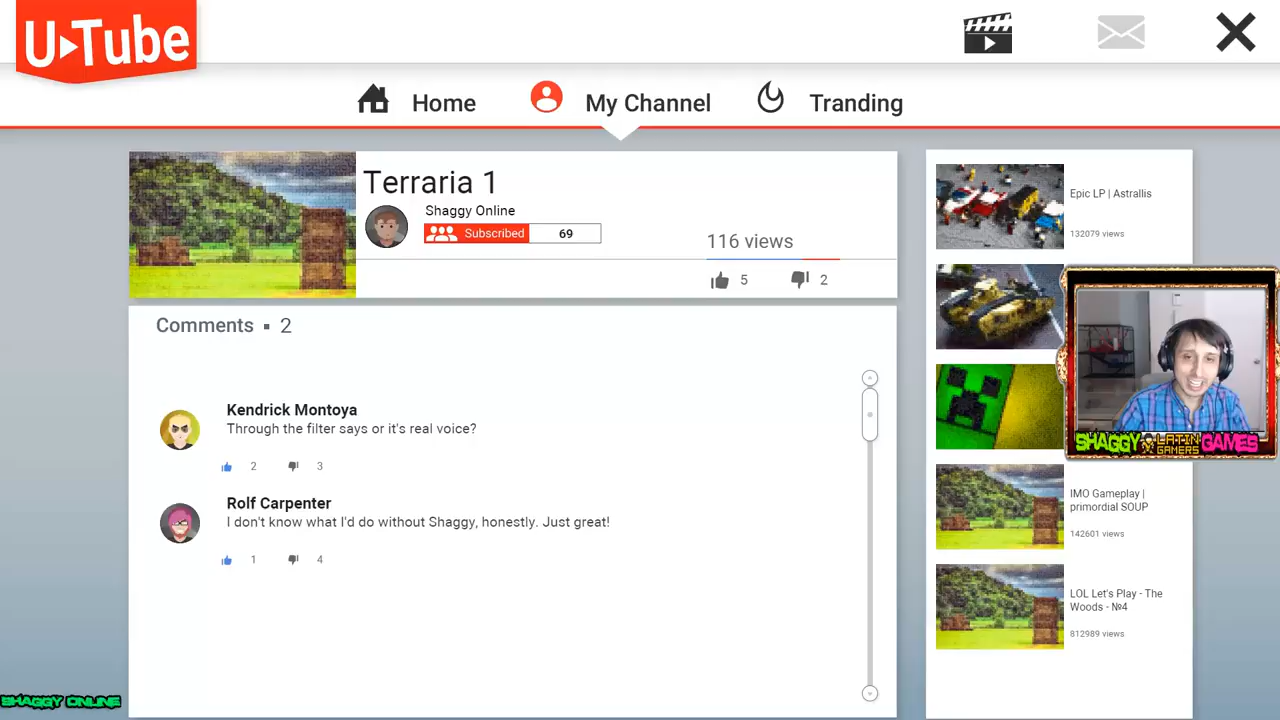 U Tube
Home
My Channel
Tranding
Terraria 1
Shaggy Online
Subscribed
69
116 views
5
2
Comments ▪ 2
Kendrick Montoya
Through the filter says or it's real voice?
2
3
Rolf Carpenter
I don't know what I'd do without Shaggy, honestly. Just great!
1
4
Epic LP | Astrallis
132079 views
SHAGGY LATIN GAMERS GAMES
IMO Gameplay |
primordial SOUP
142601 views
LOL Let's Play - The
Woods - №4
812989 views
SHAGGY ONLINE